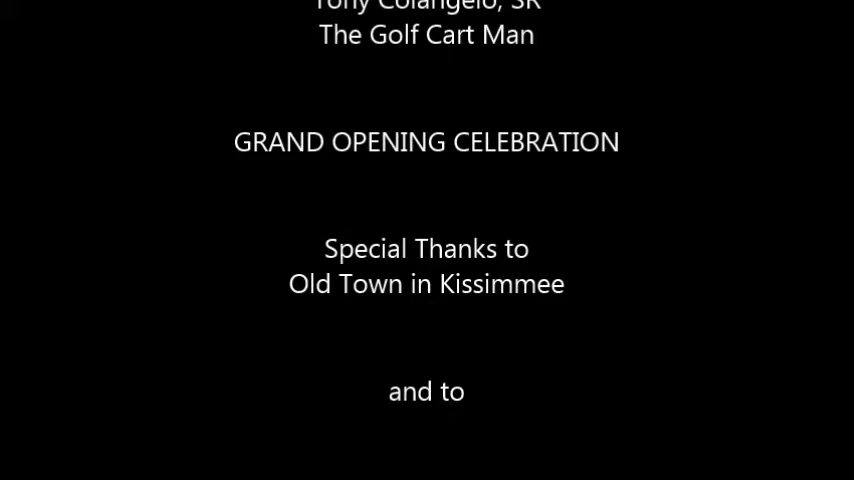 Tony Colangelo, SR
The Golf Cart Man
GRAND OPENING CELEBRATION
Special Thanks to
Old Town in Kissimmee
and to